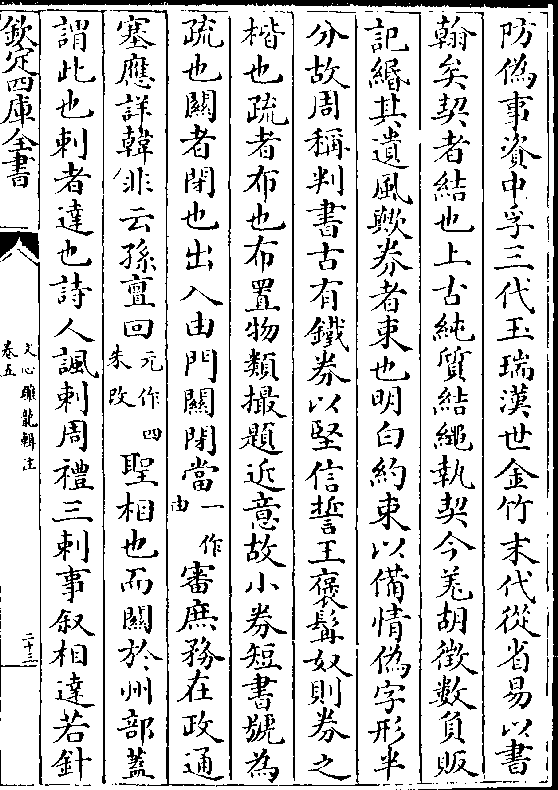 防偽事資中孚三代玉瑞漢世金竹末代從省易以書
翰矣契者結也上古純質結繩執契今羌胡徵數負販
記緡其遺風歟券者束也明白約束以備情偽字形半
分故周稱判書古有鐵券以堅信誓王褒髯奴則券之
楷也疏者布也布置物類撮題近意故小券短書號為
疏也關者閉也出入由門關閉當一作由審庶務在政通
塞應詳韓非云孫亶回元作四朱改聖相也而關於州部蓋
謂此也刺者達也詩人諷刺周禮三刺事叙相達若針
欽定四庫全書
文心雕龍輯注
卷五
二十三